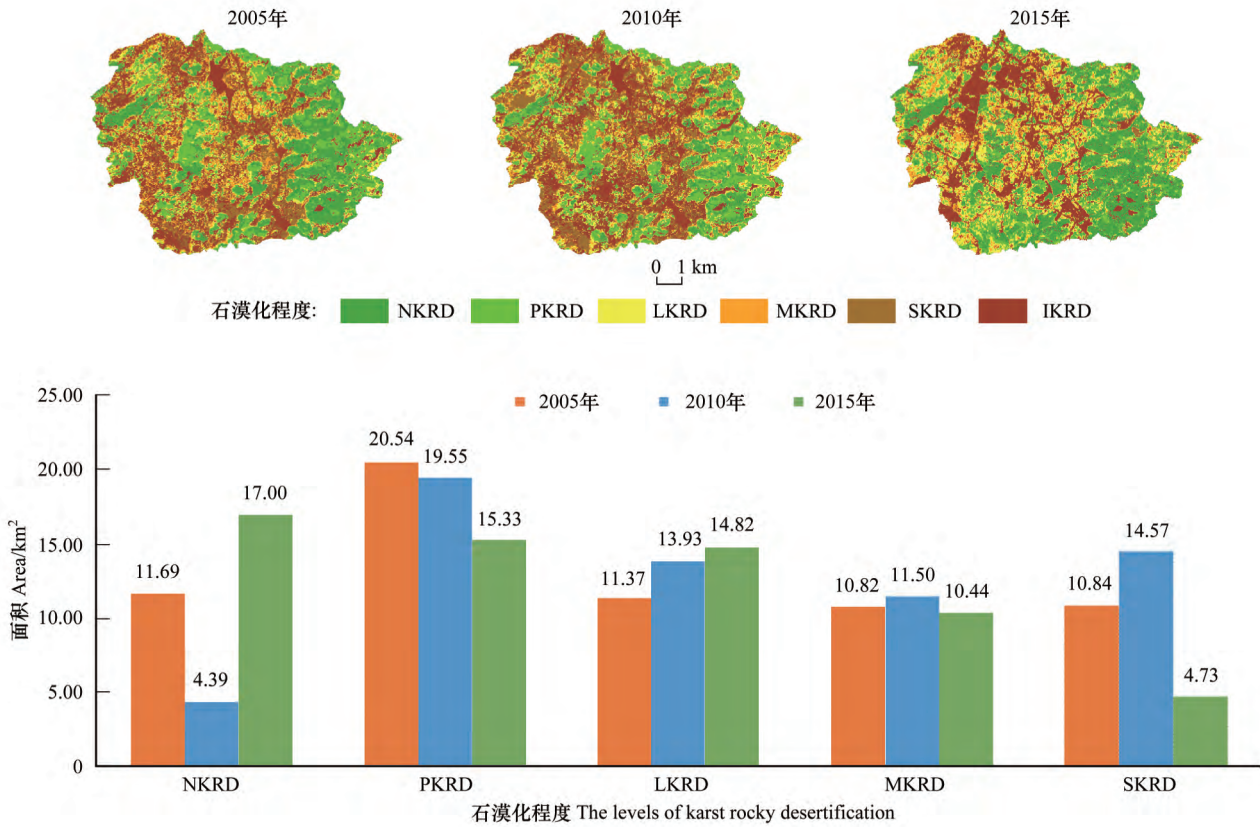 2005年
2010年
2015年
0 1 km
石漠化程度: NKRD PKRD LKRD MKRD SKRD IKRD
25.00
20.00
15.00
10.00
5.00
0
面积 Area/km²
2005年 2010年 2015年
11.69
4.39
17.00
20.54
19.55
15.33
11.37
13.93
14.82
10.82
11.50
10.44
10.84
14.57
4.73
NKRD PKRD LKRD MKRD SKRD
石漠化程度 The levels of karst rocky desertification